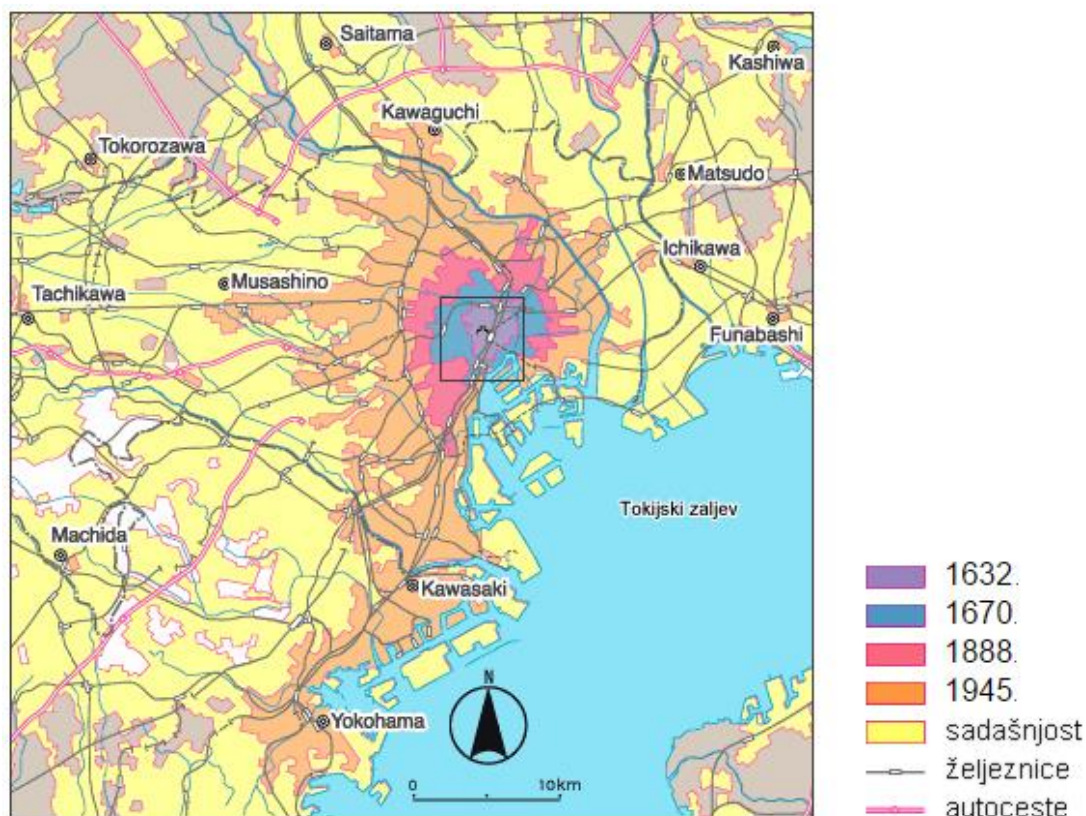 Saitama
Kashiwa
Kawaguchi
Tokorozawa
Matsudo
Ichikawa
Musashino
Tachikawa
Funabashi
Tokijski zaljev
Machida
Kawasaki
N
Yokohama
0 10km
1632.
1670.
1888.
1945.
sadašnjost
željeznice
autoceste